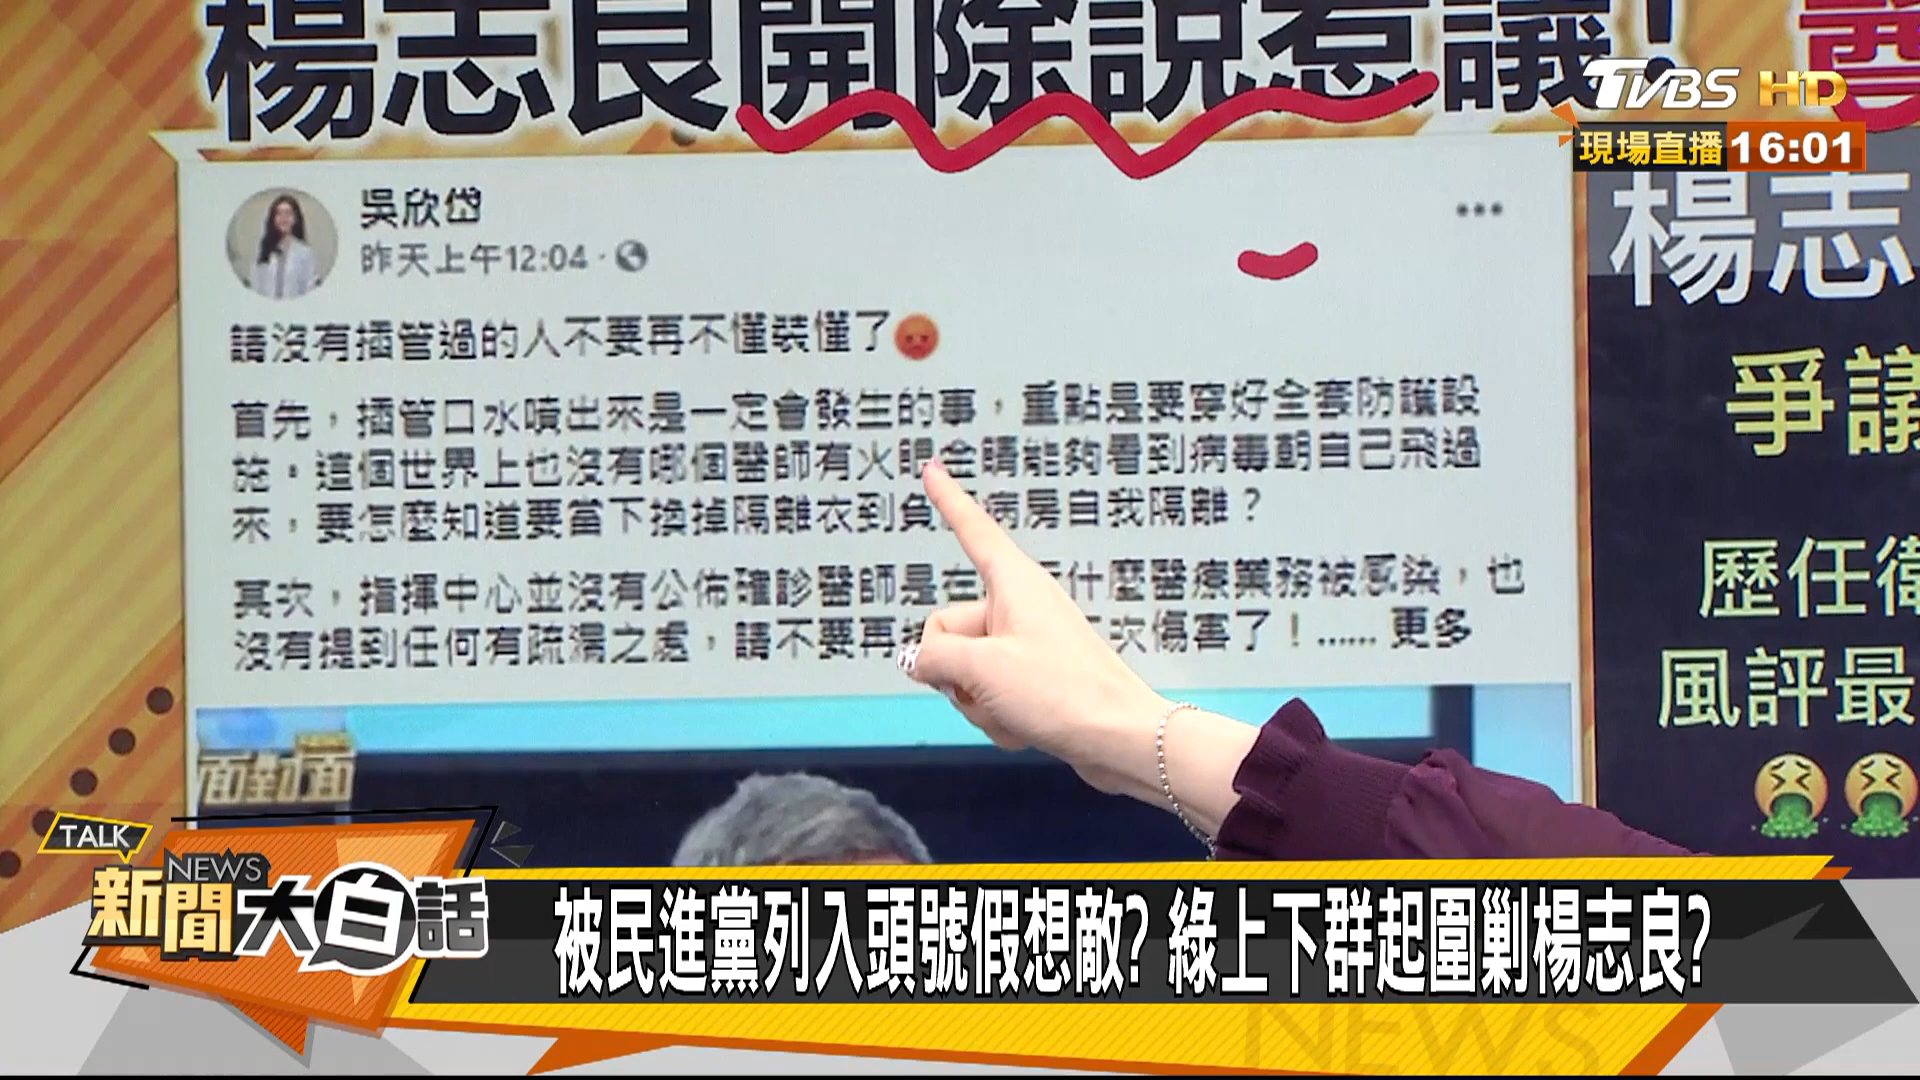 楊志良開除說惹議!
TVBS HD
現場直播 16:01
吳欣岱
昨天上午12:04
請沒有插管過的人不要再不懂裝懂了
首先，插管口水噴出來是一定會發生的事，重點是要穿好全套防護設
施。這個世界上也沒有哪個醫師有火眼金睛能夠看到病毒朝自己飛過
來，要怎麼知道要當下換掉隔離衣到負 病房自我隔離？
其次，指揮中心並沒有公佈確診醫師是在 什麼醫療業務被感染，也
沒有提到任何有疏漏之處，請不要再 次傷害了！...... 更多
面對面
楊志
爭議
歷任衛
風評最
TALK
NEWS
新聞大白話
被民進黨列入頭號假想敵? 綠上下群起圍剿楊志良?
NEWS